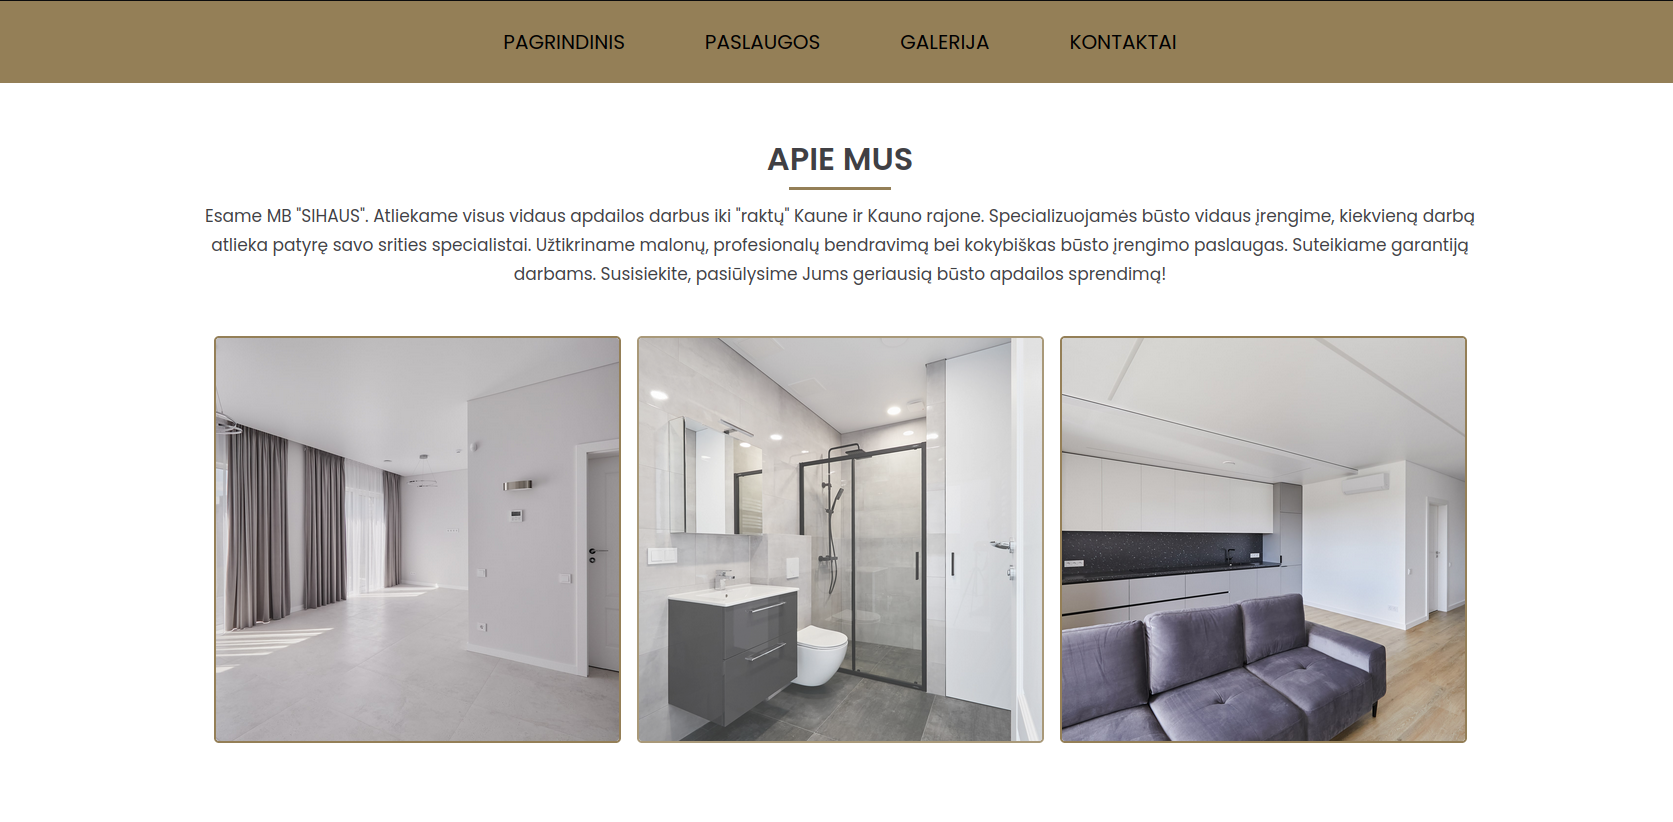 PAGRINDINIS PASLAUGOS GALERIJA KONTAKTAI
APIE MUS
Esame MB "SIHAUS". Atliekame visus vidaus apdailos darbus iki "raktų" Kaune ir Kauno rajone. Specializuojamės būsto vidaus įrengime, kiekvieną darbą
atlieka patyrę savo srities specialistai. Užtikriname malonų, profesionalų bendravimą bei kokybiškas būsto įrengimo paslaugas. Suteikiame garantiją
darbams. Susisiekite, pasiūlysime Jums geriausią būsto apdailos sprendimą!